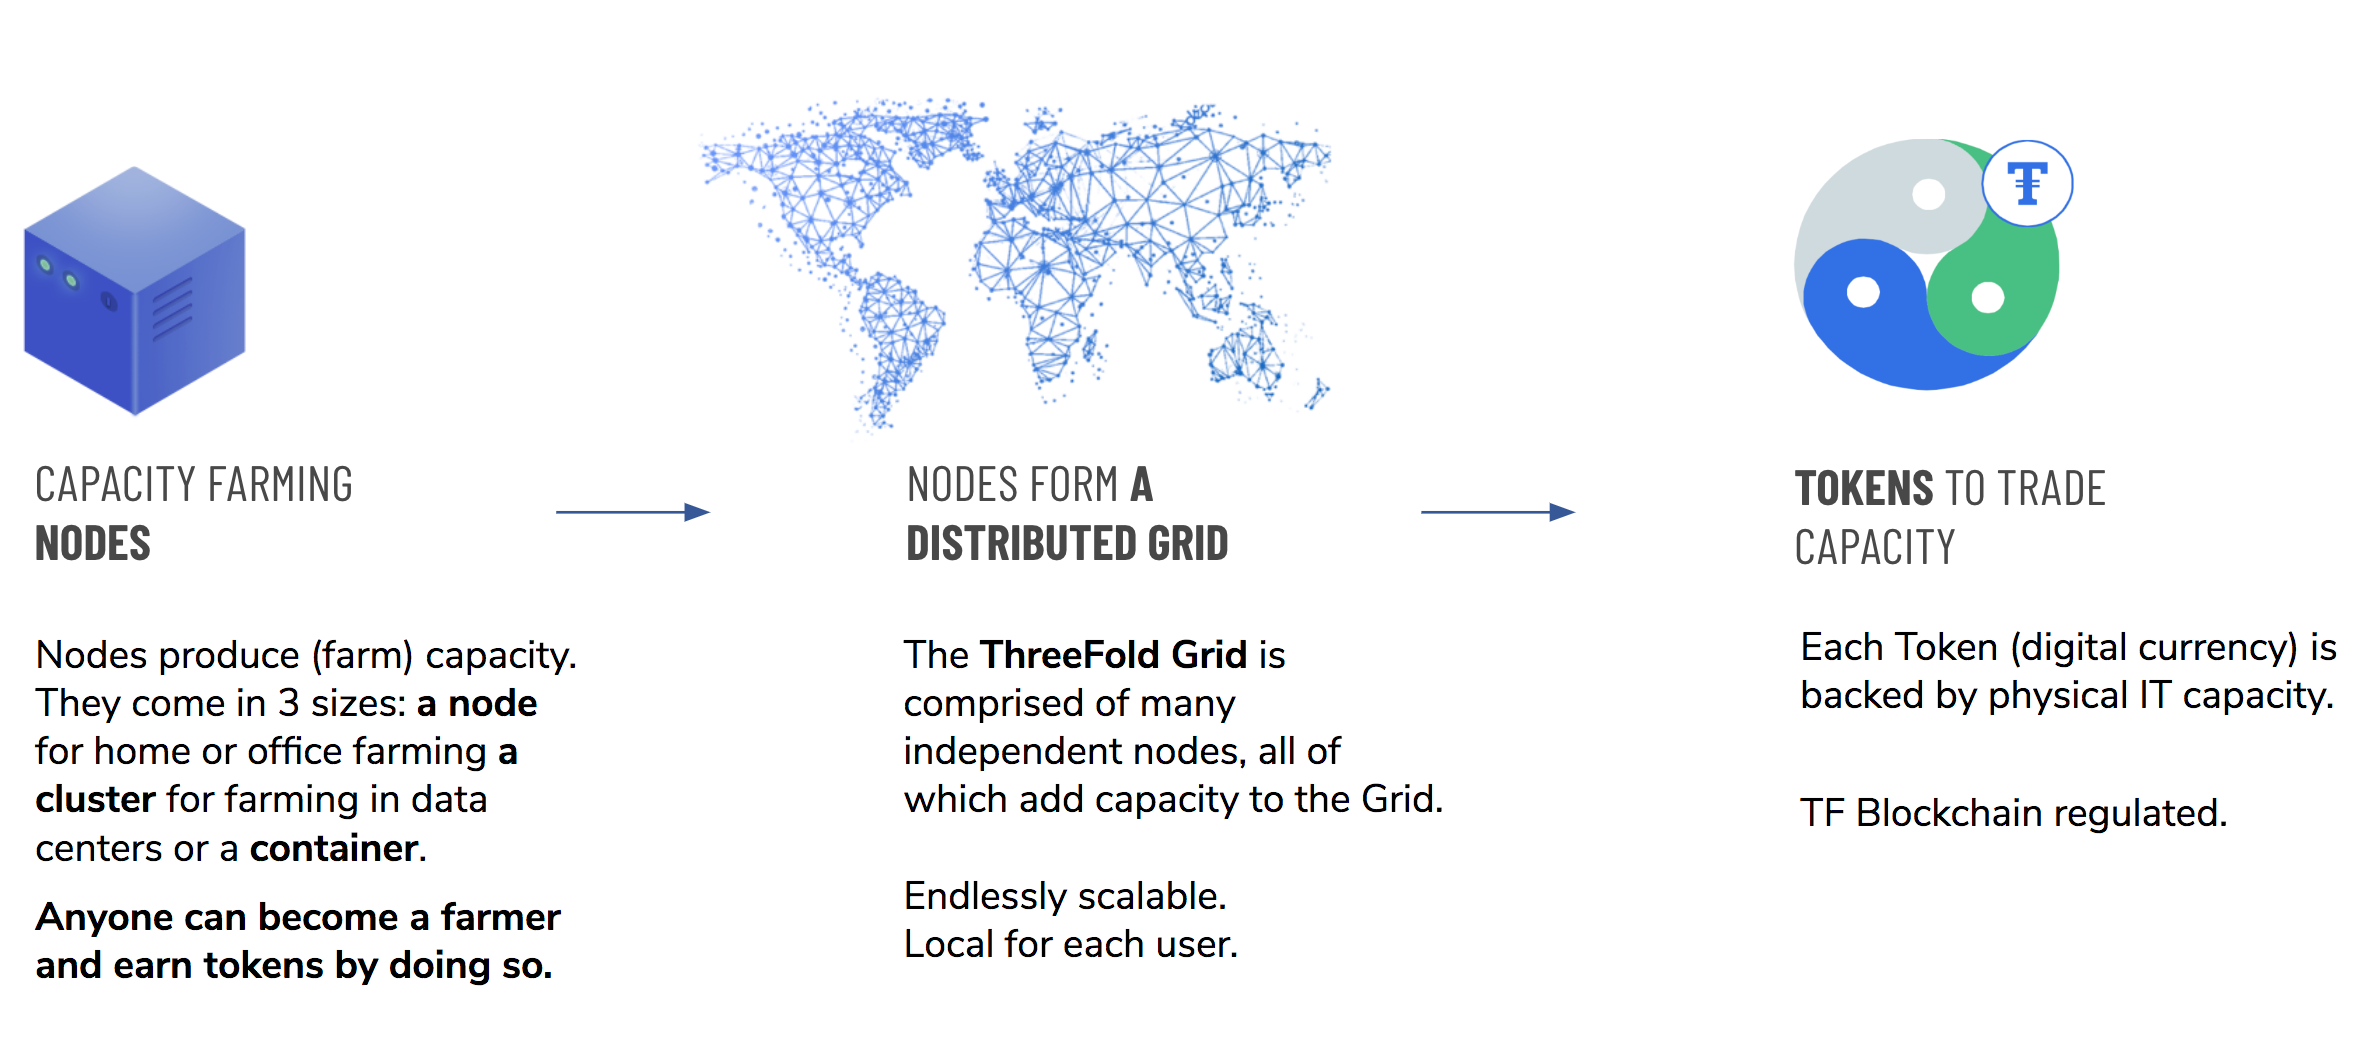 CAPACITY FARMING
NODES
Nodes produce (farm) capacity.
They come in 3 sizes: a node
for home or office farming a
cluster for farming in data
centers or a container.
Anyone can become a farmer
and earn tokens by doing so.
NODES FORM A
DISTRIBUTED GRID
The ThreeFold Grid is
comprised of many
independent nodes, all of
which add capacity to the Grid.
Endlessly scalable.
Local for each user.
TOKENS TO TRADE
CAPACITY
Each Token (digital currency) is
backed by physical IT capacity.
TF Blockchain regulated.